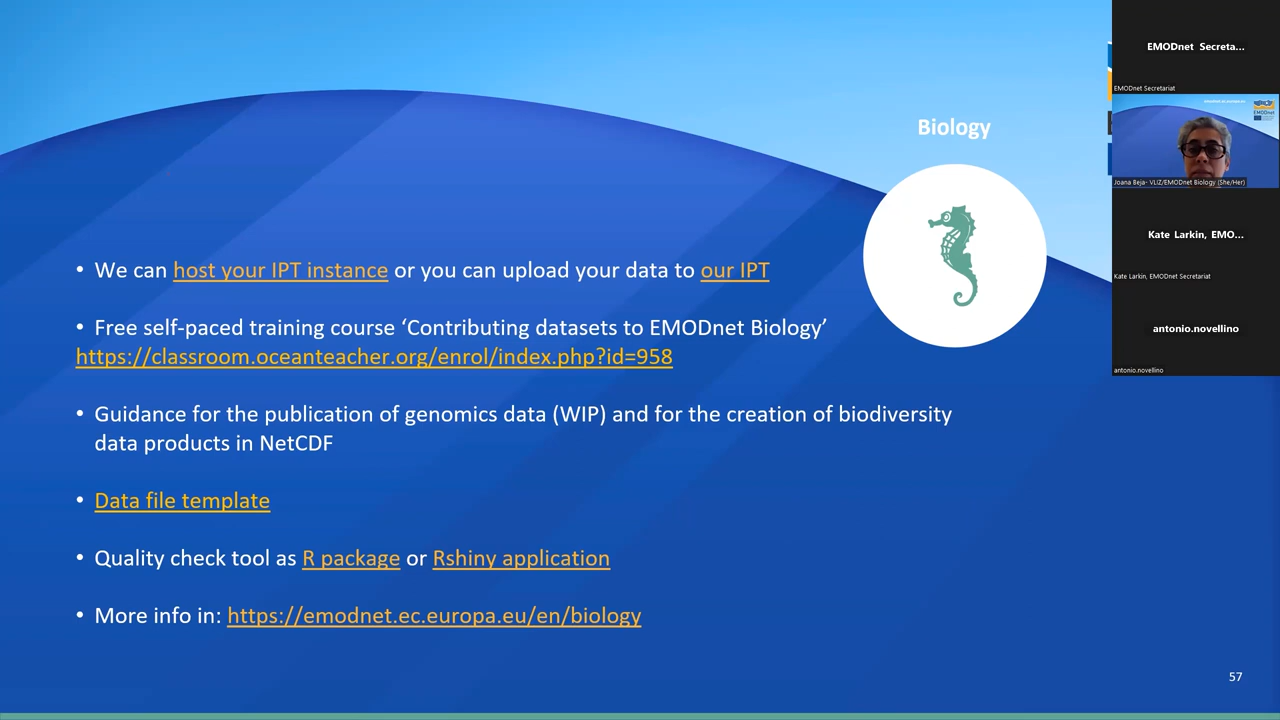 Biology
• We can host your IPT instance or you can upload your data to our IPT
• Free self-paced training course ‘Contributing datasets to EMODnet Biology’
https://classroom.oceanteacher.org/enrol/index.php?id=958
• Guidance for the publication of genomics data (WIP) and for the creation of biodiversity
data products in NetCDF
• Data file template
• Quality check tool as R package or Rshiny application
• More info in: https://emodnet.ec.europa.eu/en/biology
57
EMODnet Secreta...
EMODnet Secretariat
EMODnet
Joana Beja- VLIZ/EMODnet Biology (She/Her)
Kate Larkin, EMO...
Kate Larkin, EMODnet Secretariat
antonio.novellino
antonio.novellino